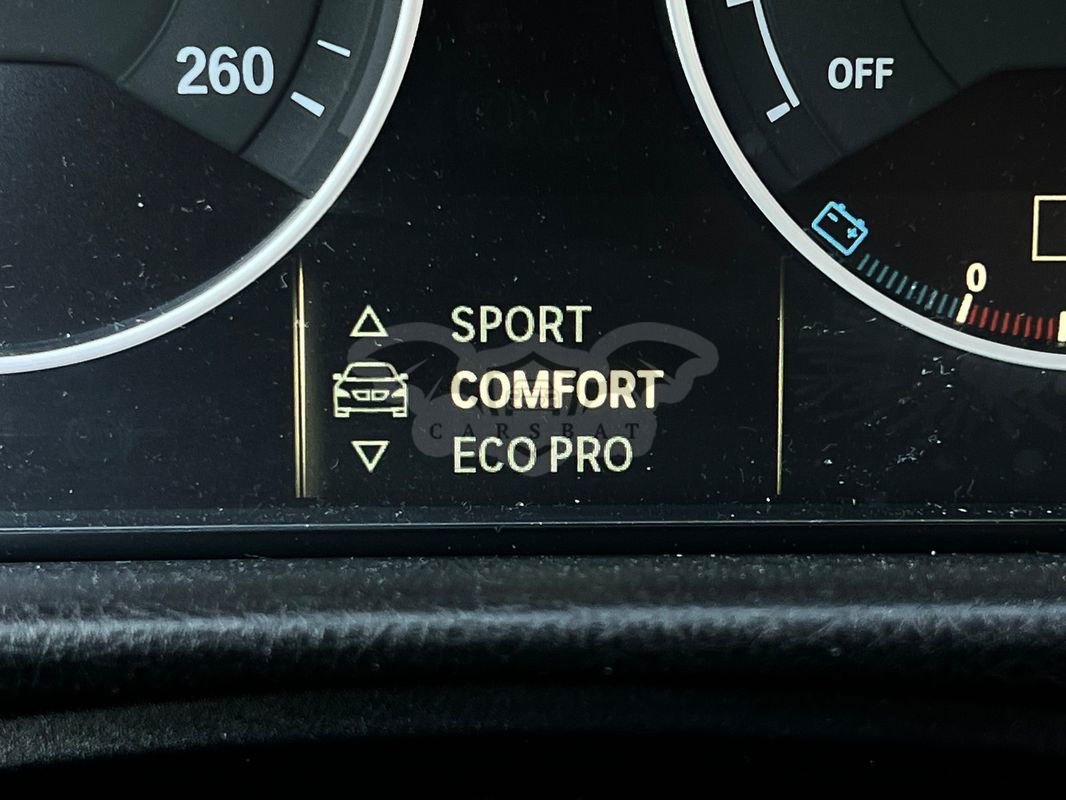 260
OFF
0
SPORT
COMFORT
CARSBAT
ECO PRO